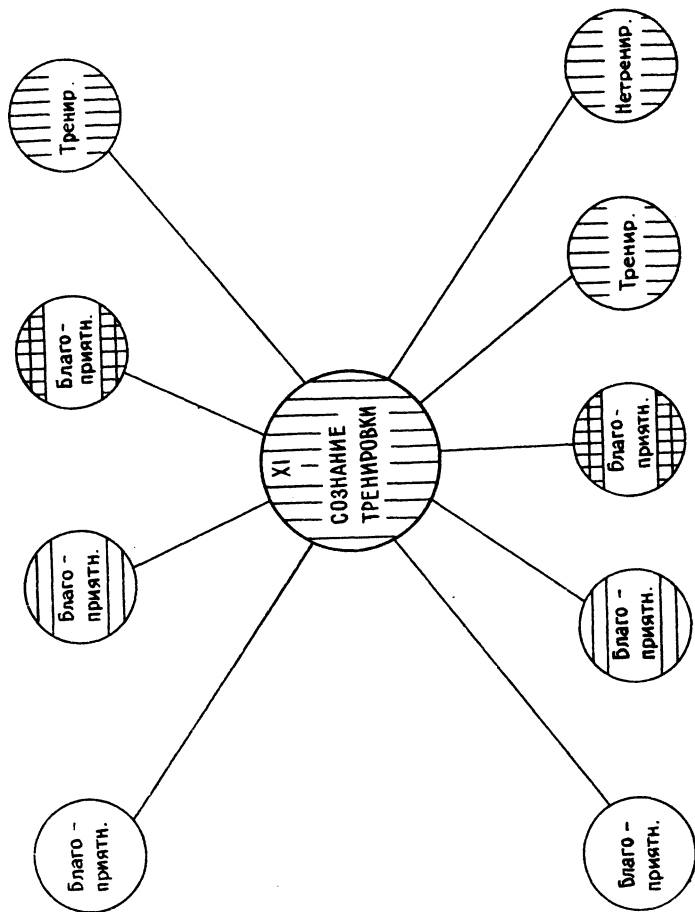 Благо -
приятн.
Благо -
приятн.
Благо -
приятн.
Тренир.
XI
–
СОЗНАНИЕ
ТРЕНИРОВКИ
Благо -
приятн.
Благо -
приятн.
Благо -
приятн.
Тренир.
Нетренир.